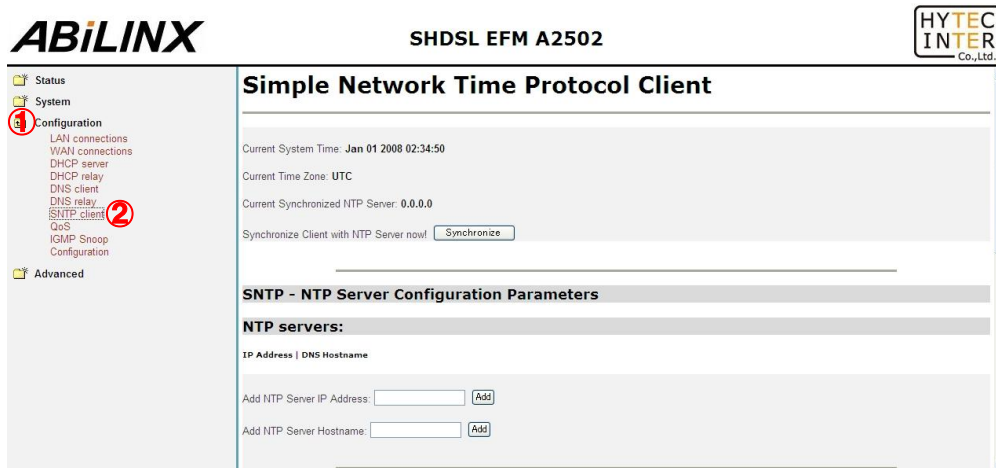 ABiLINX
SHDSL EFM A2502
HYTEC
INTER
Co.,Ltd.
Status
System
① Configuration
LAN connections
WAN connections
DHCP server
DHCP relay
DNS client
DNS relay
SNTP client ②
QoS
IGMP Snoop
Configuration
Advanced
Simple Network Time Protocol Client
Current System Time: Jan 01 2008 02:34:50
Current Time Zone: UTC
Current Synchronized NTP Server: 0.0.0.0
Synchronize Client with NTP Server now! Synchronize
SNTP - NTP Server Configuration Parameters
NTP servers:
IP Address | DNS Hostname
Add NTP Server IP Address: Add
Add NTP Server Hostname: Add